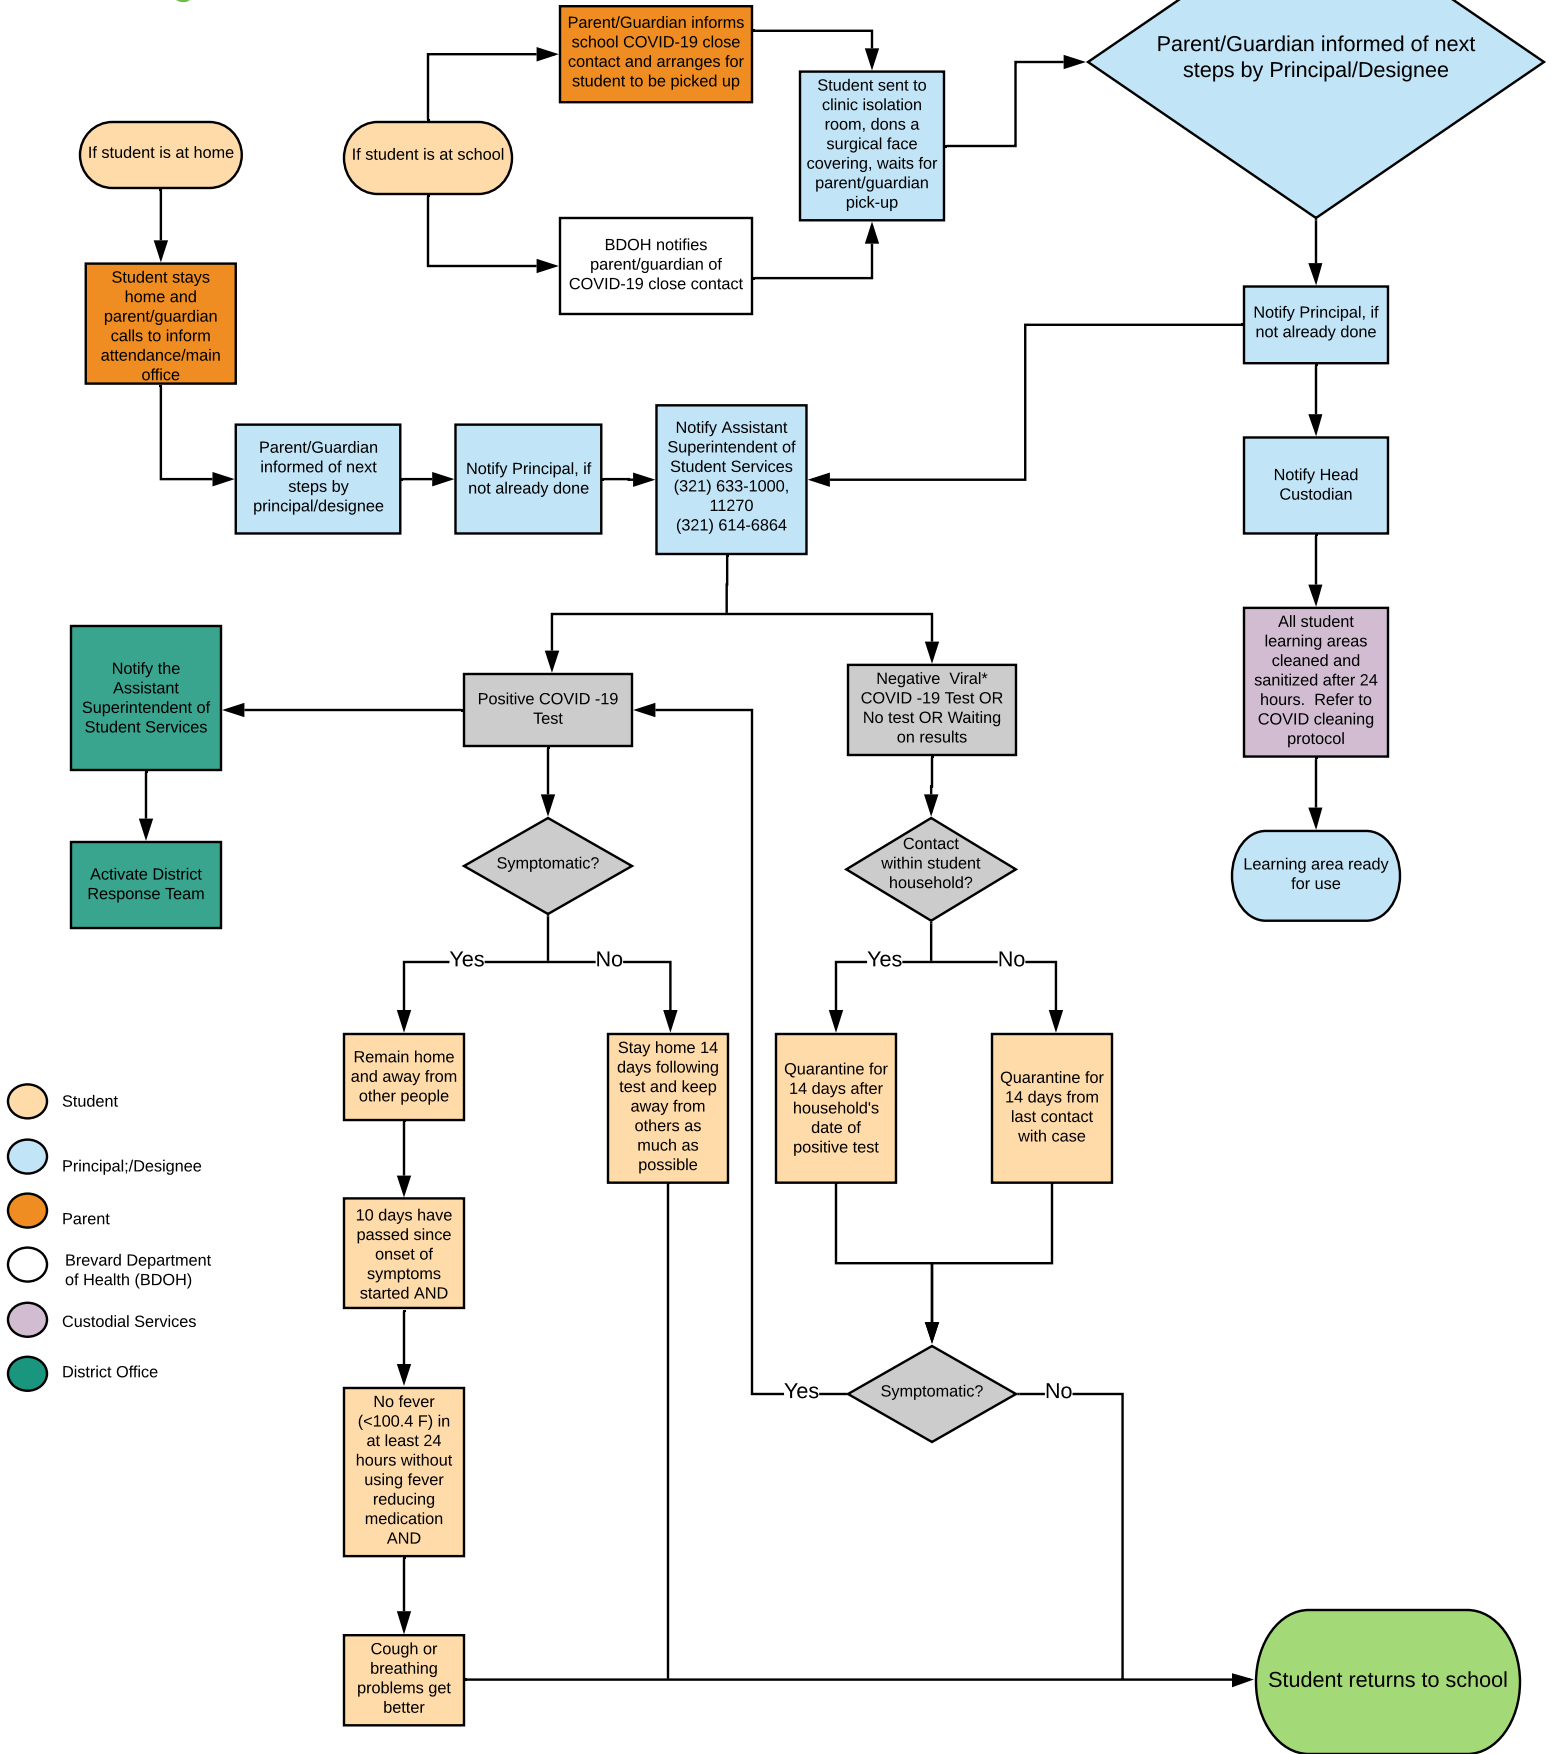 Parent/Guardian informs
school COVID-19 close
contact and arranges for
student to be picked up
Parent/Guardian informed of next
steps by Principal/Designee
Student sent to
clinic isolation
room, dons a
surgical face
covering, waits for
parent/guardian
pick-up
If student is at home
If student is at school
BDOH notifies
parent/guardian of
COVID-19 close contact
Student stays
home and
parent/guardian
calls to inform
attendance/main
office
Notify Principal, if
not already done
Parent/Guardian
informed of next
steps by
principal/designee
Notify Principal, if
not already done
Notify Assistant
Superintendent of
Student Services
(321) 633-1000,
11270
(321) 614-6864
Notify Head
Custodian
All student
learning areas
cleaned and
sanitized after 24
hours.  Refer to
COVID cleaning
protocol
Notify the
Assistant
Superintendent of
Student Services
Positive COVID -19
Test
Negative  Viral*
COVID -19 Test OR
No test OR Waiting
on results
Activate District
Response Team
Symptomatic?
Contact
within student
household?
Learning area ready
for use
Yes
No
Yes
No
Remain home
and away from
other people
Stay home 14
days following
test and keep
away from
others as
much as
possible
Quarantine for
14 days after
household's
date of
positive test
Quarantine for
14 days from
last contact
with case
Student
Principal;/Designee
Parent
Brevard Department
of Health (BDOH)
Custodial Services
District Office
10 days have
passed since
onset of
symptoms
started AND
No fever
(<100.4 F) in
at least 24
hours without
using fever
reducing
medication
AND
Yes
Symptomatic?
No
Cough or
breathing
problems get
better
Student returns to school